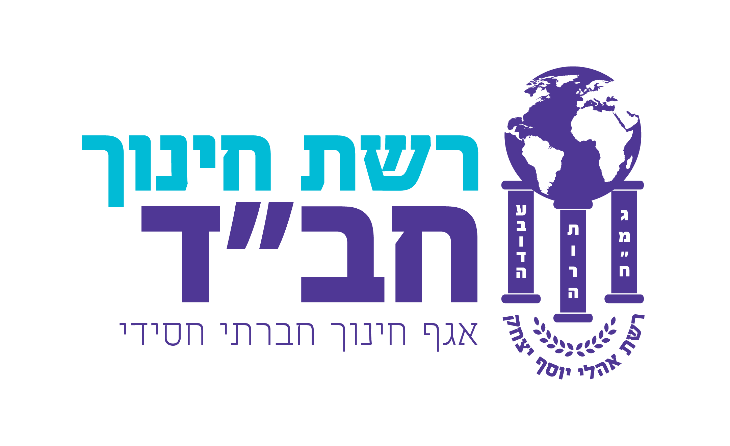 רשת חינוך
חב״ד
אגף חינוך חברתי חסידי
גמ״ח
תורה
עבודה
רשת אהלי יוסף יצחק